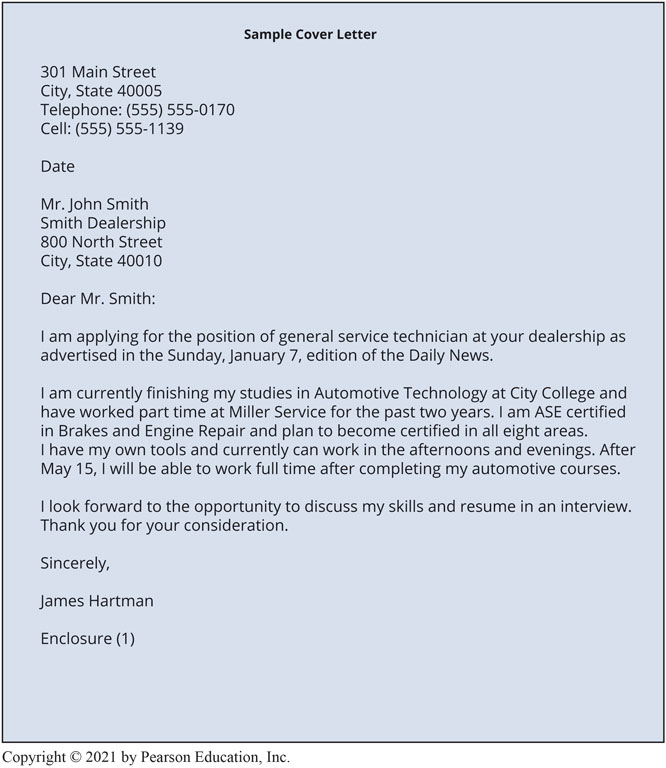 Sample Cover Letter
301 Main Street
City, State 40005
Telephone: (555) 555-0170
Cell: (555) 555-1139
Date
Mr. John Smith
Smith Dealership
800 North Street
City, State 40010
Dear Mr. Smith:
I am applying for the position of general service technician at your dealership as
advertised in the Sunday, January 7, edition of the Daily News.
I am currently finishing my studies in Automotive Technology at City College and
have worked part time at Miller Service for the past two years. I am ASE certified
in Brakes and Engine Repair and plan to become certified in all eight areas.
I have my own tools and currently can work in the afternoons and evenings. After
May 15, I will be able to work full time after completing my automotive courses.
I look forward to the opportunity to discuss my skills and resume in an interview.
Thank you for your consideration.
Sincerely,
James Hartman
Enclosure (1)
Copyright © 2021 by Pearson Education, Inc.